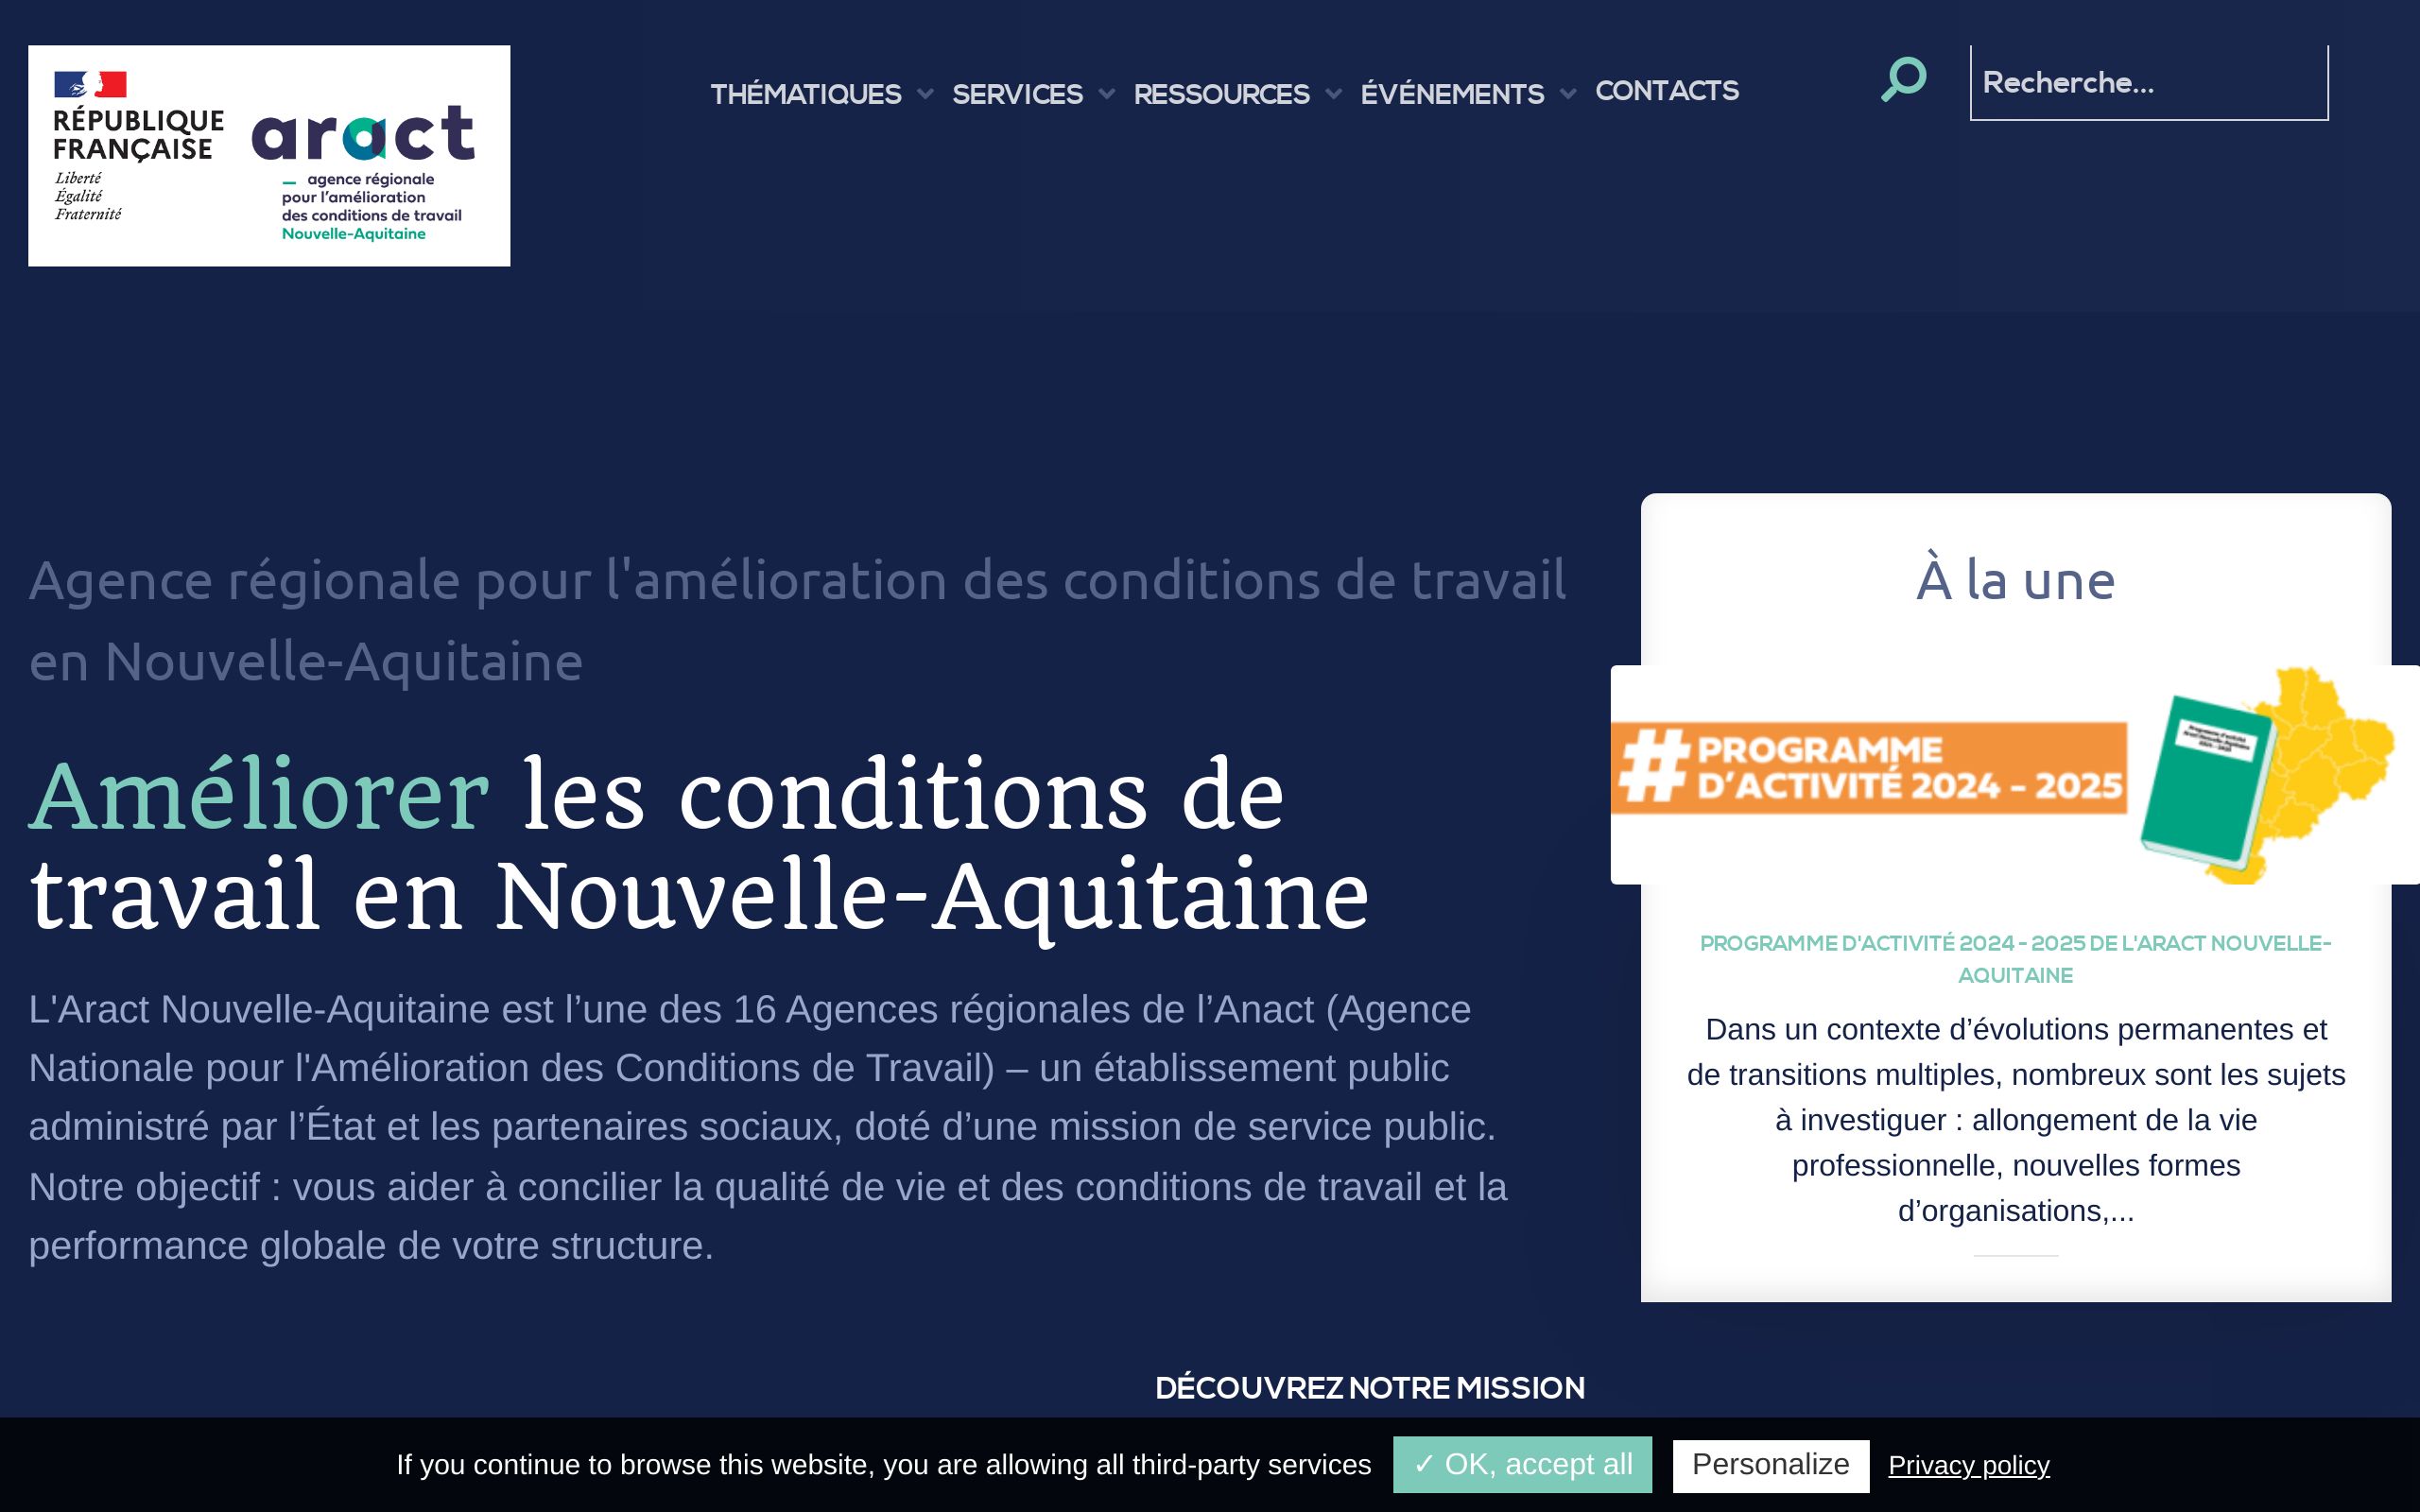 RÉPUBLIQUE
FRANÇAISE
Liberté
Égalité
Fraternité
aract
_ agence régionale
pour l’amélioration
des conditions de travail
Nouvelle-Aquitaine
THÉMATIQUES SERVICES RESSOURCES ÉVÉNEMENTS CONTACTS
Recherche...
Agence régionale pour l'amélioration des conditions de travail
en Nouvelle-Aquitaine
Améliorer les conditions de
travail en Nouvelle-Aquitaine
L'Aract Nouvelle-Aquitaine est l’une des 16 Agences régionales de l’Anact (Agence
Nationale pour l'Amélioration des Conditions de Travail) – un établissement public
administré par l’État et les partenaires sociaux, doté d’une mission de service public.
Notre objectif : vous aider à concilier la qualité de vie et des conditions de travail et la
performance globale de votre structure.
DÉCOUVREZ NOTRE MISSION
À la une
# PROGRAMME
D’ACTIVITÉ 2024 - 2025
PROGRAMME D'ACTIVITÉ 2024 - 2025 DE L'ARACT NOUVELLE-
AQUITAINE
Dans un contexte d’évolutions permanentes et
de transitions multiples, nombreux sont les sujets
à investiguer : allongement de la vie
professionnelle, nouvelles formes
d’organisations,...
If you continue to browse this website, you are allowing all third-party services ✓ OK, accept all Personalize Privacy policy